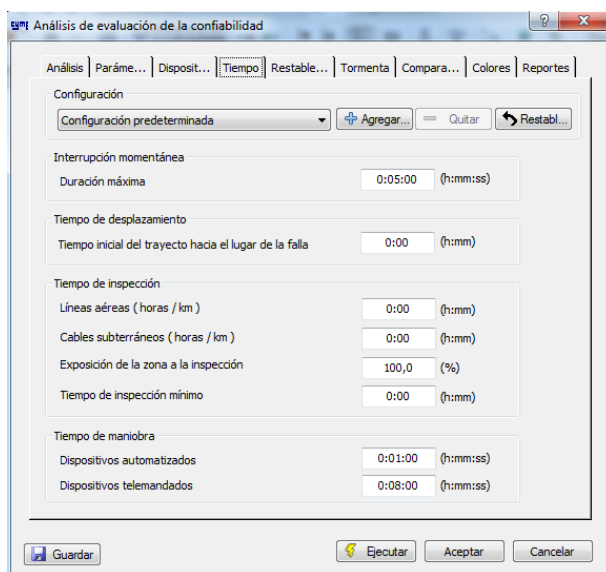 Análisis de evaluación de la confiabilidad
Análisis Paráme... Disposit... Tiempo Restable... Tormenta Compara... Colores Reportes
Configuración
Configuración predeterminada Agregar... Quitar Restabl...
Interrupción momentánea
Duración máxima 0:05:00 (h:mm:ss)
Tiempo de desplazamiento
Tiempo inicial del trayecto hacia el lugar de la falla 0:00 (h:mm)
Tiempo de inspección
Líneas aéreas ( horas / km ) 0:00 (h:mm)
Cables subterráneos ( horas / km ) 0:00 (h:mm)
Exposición de la zona a la inspección 100,0 (%)
Tiempo de inspección mínimo 0:00 (h:mm)
Tiempo de maniobra
Dispositivos automatizados 0:01:00 (h:mm:ss)
Dispositivos telemandados 0:08:00 (h:mm:ss)
Guardar Ejecutar Aceptar Cancelar